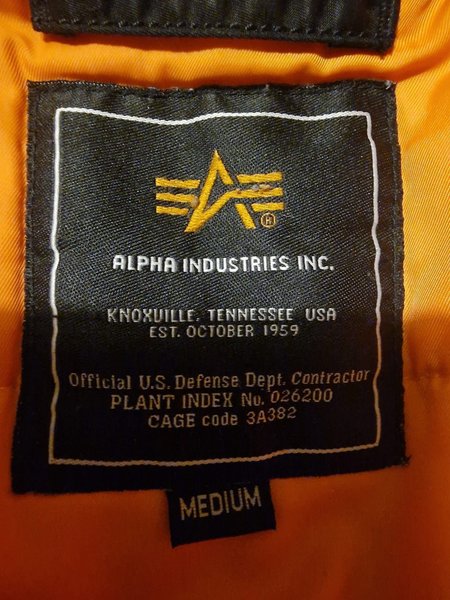 ®
ALPHA INDUSTRIES INC.
KNOXVILLE, TENNESSEE USA
EST. OCTOBER 1959
Official U.S. Defense Dept. Contractor
PLANT INDEX No. 026200
CAGE code 3A382
MEDIUM